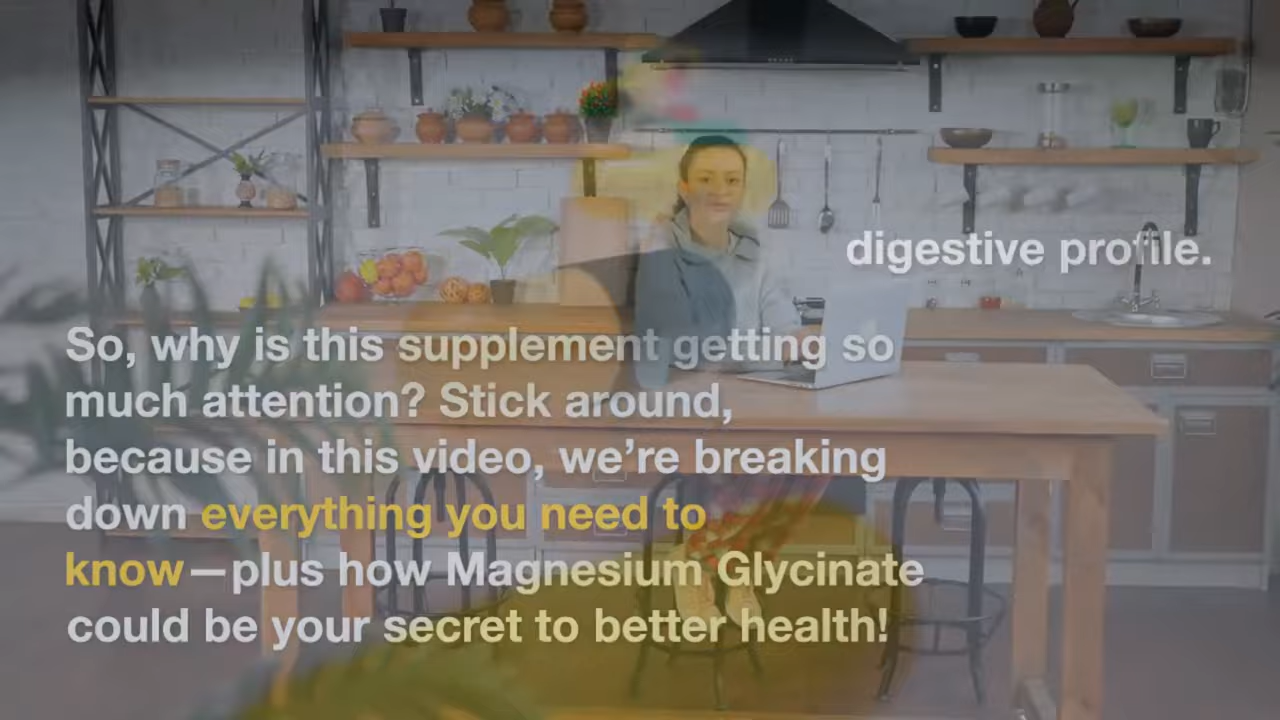 digestive profile.
So, why is this supplement getting so
much attention? Stick around,
because in this video, we’re breaking
down everything you need to
know—plus how Magnesium Glycinate
could be your secret to better health!